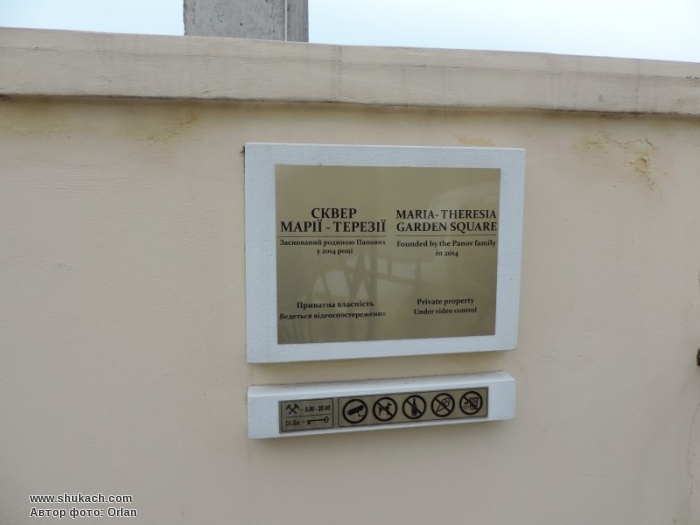 СКВЕР
МАРІЇ - ТЕРЕЗІЇ
Заснований родиною Панових
у 2014 році
Приватна власність
Ведеться відеоспостереження
MARIA- THERESIA
GARDEN SQUARE
Founded by the Panov family
in 2014
Private property
Under video control
www.shukach.com
Автор фото: Orlan